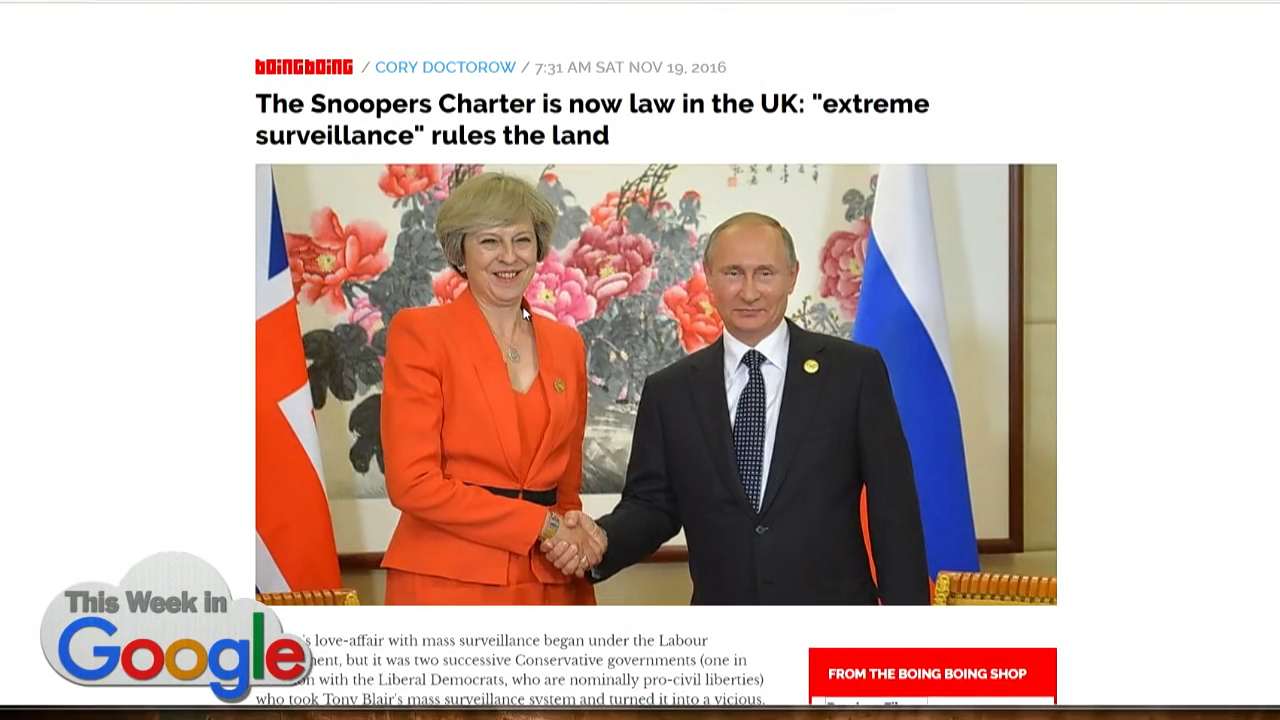 boingboing / CORY DOCTOROW / 7:31 AM SAT NOV 19, 2016
The Snoopers Charter is now law in the UK: "extreme
surveillance" rules the land
's love-affair with mass surveillance began under the Labour
ment, but it was two successive Conservative governments (one in
on with the Liberal Democrats, who are nominally pro-civil liberties)
who took Tony Blair's mass surveillance system and turned it into a vicious,
FROM THE BOING BOING SHOP
This Week in
Google